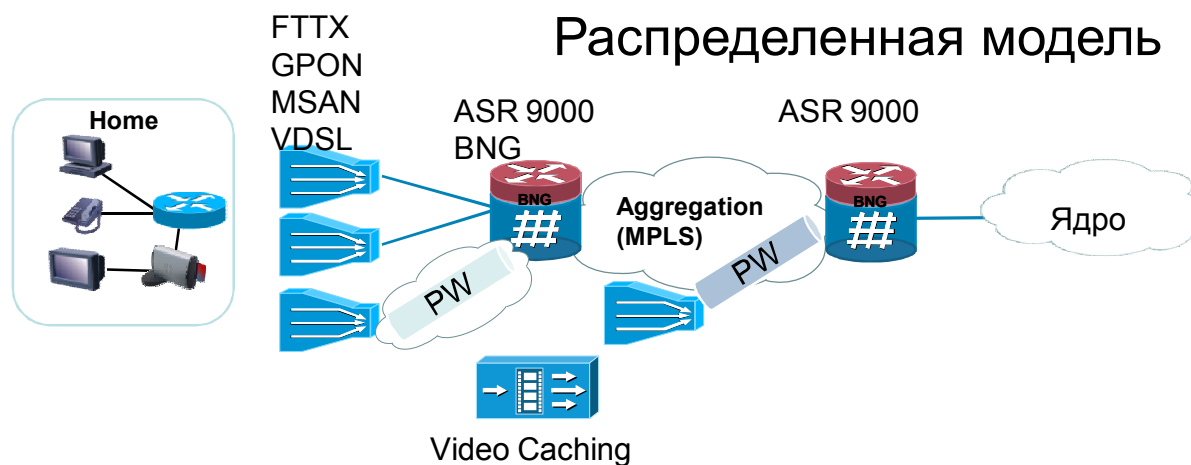 Распределенная модель
FTTX
GPON
MSAN
VDSL
Home
ASR 9000
BNG
ASR 9000
BNG
Aggregation
(MPLS)
BNG
Ядро
PW
PW
Video Caching